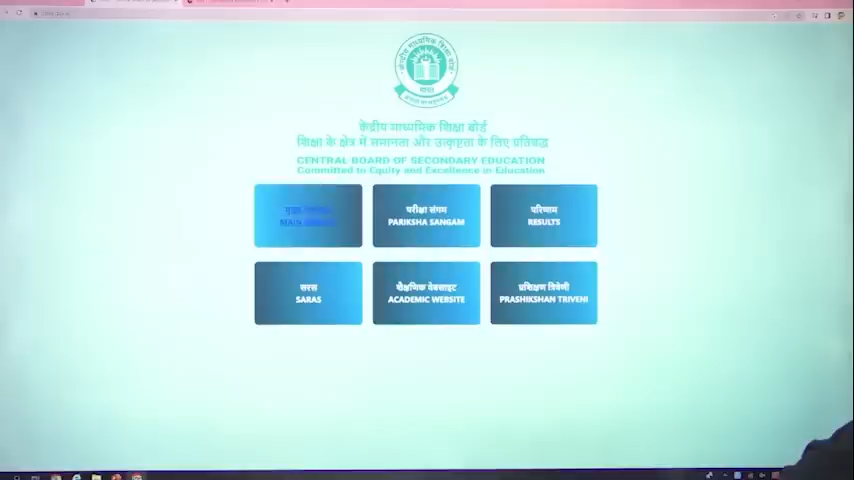 केंद्रीय माध्यमिक शिक्षा बोर्ड
शिक्षा के क्षेत्र में समानता और उत्कृष्टता के लिए प्रतिबद्ध
CENTRAL BOARD OF SECONDARY EDUCATION
Committed to Equity and Excellence in Education
परीक्षा संगम
PARIKSHA SANGAM
परिणाम
RESULTS
सरस
SARAS
शैक्षणिक वेबसाइट
ACADEMIC WEBSITE
प्रशिक्षण त्रिवेणी
PRASHIKSHAN TRIVENI